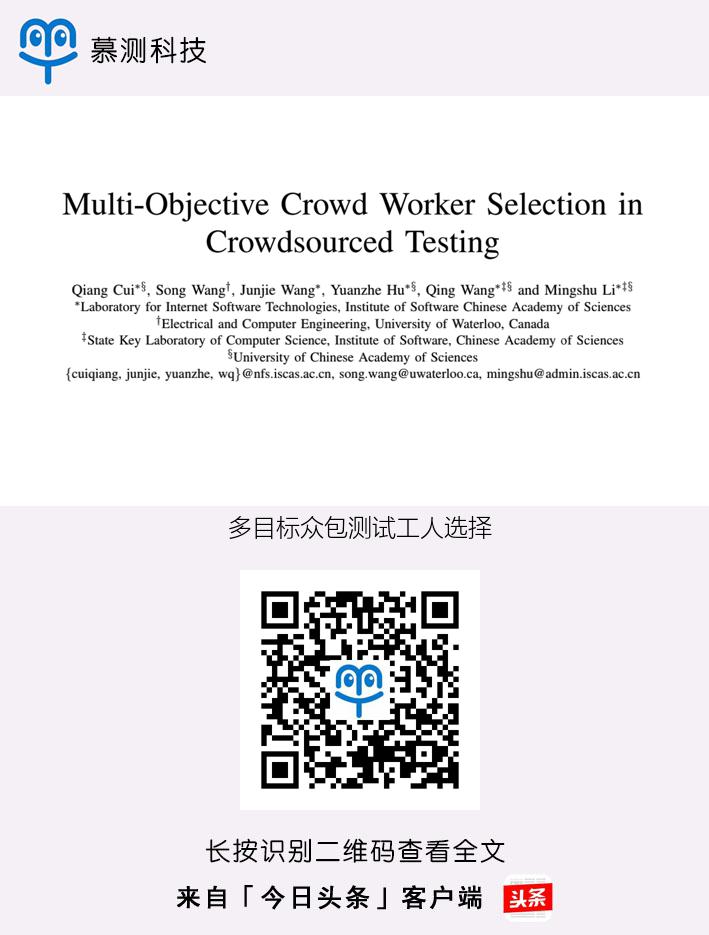 慕测科技
Multi-Objective Crowd Worker Selection in
Crowdsourced Testing
Qiang Cui*§, Song Wang†, Junjie Wang*, Yuanzhe Hu*§, Qing Wang*‡§ and Mingshu Li*‡§
*Laboratory for Internet Software Technologies, Institute of Software Chinese Academy of Sciences
†Electrical and Computer Engineering, University of Waterloo, Canada
‡State Key Laboratory of Computer Science, Institute of Software, Chinese Academy of Sciences
§University of Chinese Academy of Sciences
{cuiqiang, junjie, yuanzhe, wq}@nfs.iscas.ac.cn, song.wang@uwaterloo.ca, mingshu@admin.iscas.ac.cn
多目标众包测试工人选择
长按识别二维码查看全文
来自「今日头条」客户端 头条